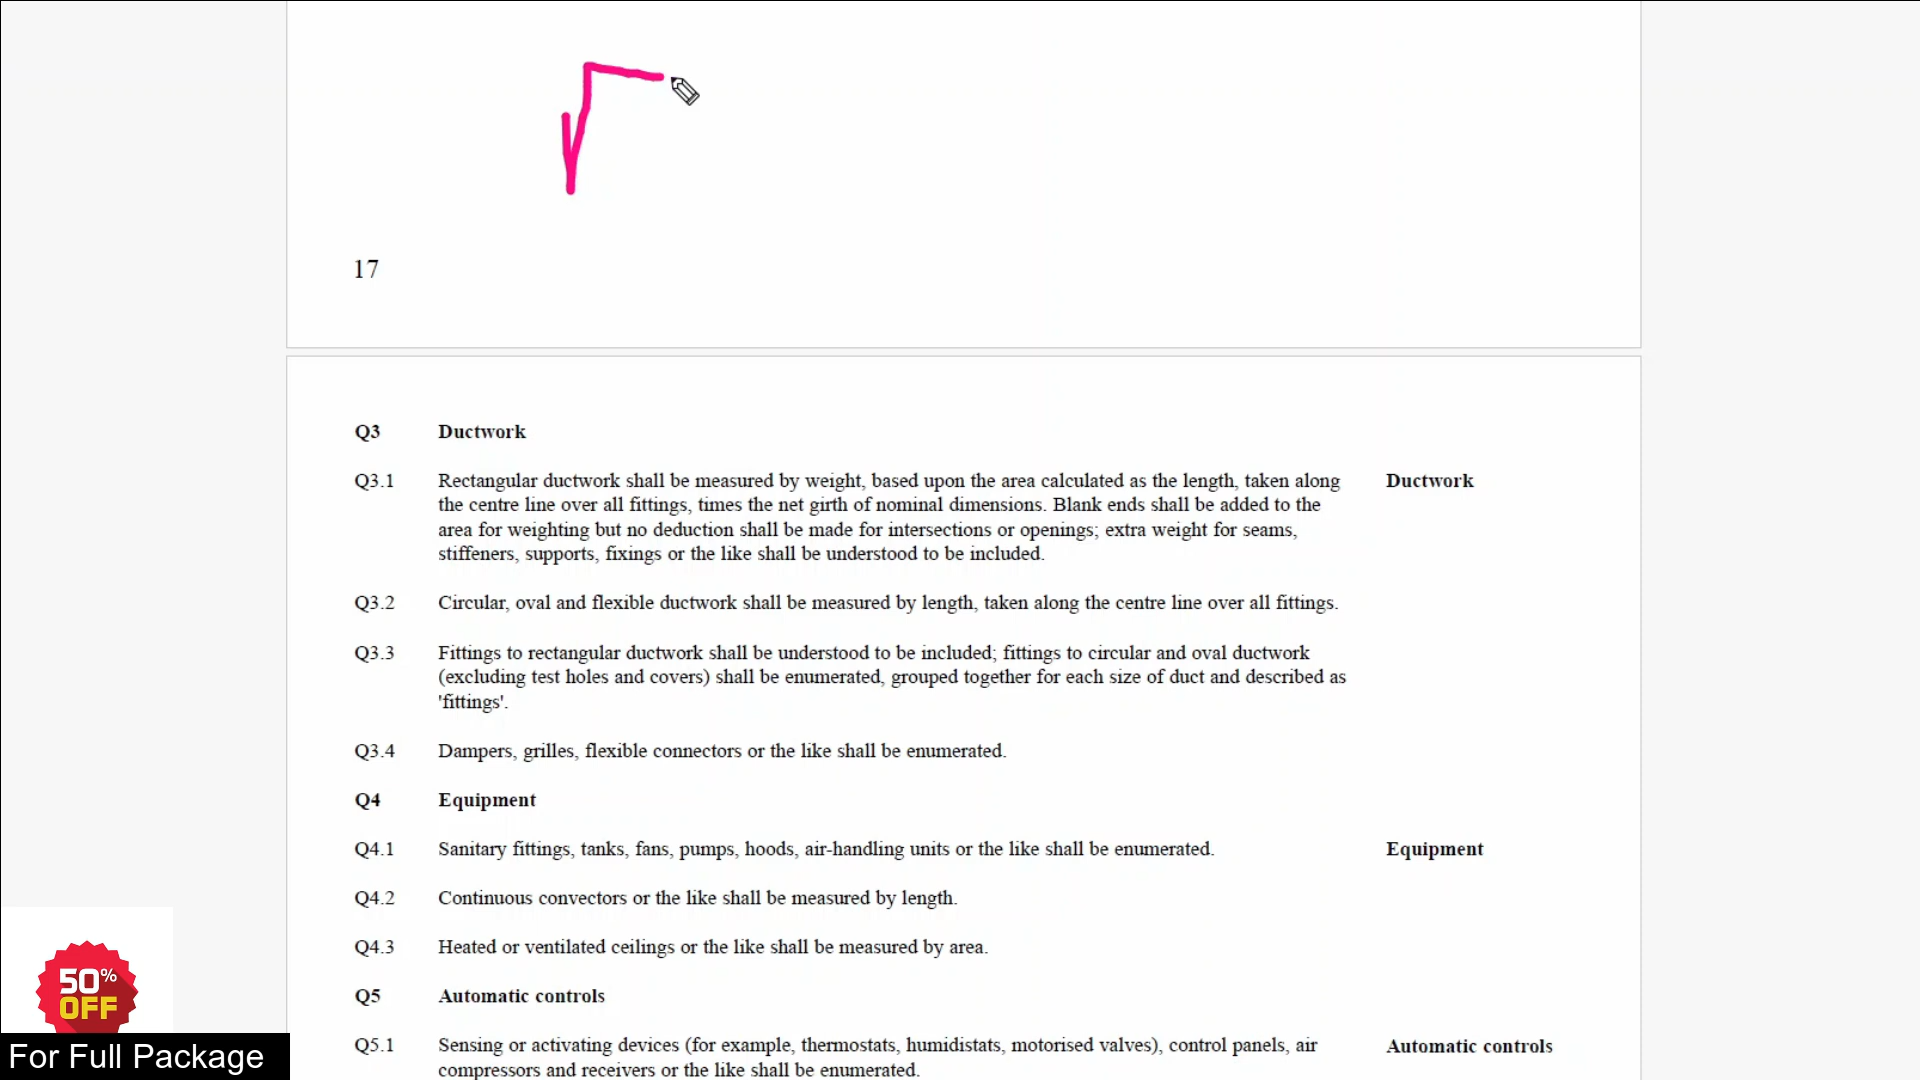 17
Q3 Ductwork
Q3.1 Rectangular ductwork shall be measured by weight, based upon the area calculated as the length, taken along Ductwork
the centre line over all fittings, times the net girth of nominal dimensions. Blank ends shall be added to the
area for weighting but no deduction shall be made for intersections or openings; extra weight for seams,
stiffeners, supports, fixings or the like shall be understood to be included.
Q3.2 Circular, oval and flexible ductwork shall be measured by length, taken along the centre line over all fittings.
Q3.3 Fittings to rectangular ductwork shall be understood to be included; fittings to circular and oval ductwork
(excluding test holes and covers) shall be enumerated, grouped together for each size of duct and described as
'fittings'.
Q3.4 Dampers, grilles, flexible connectors or the like shall be enumerated.
Q4 Equipment
Q4.1 Sanitary fittings, tanks, fans, pumps, hoods, air-handling units or the like shall be enumerated. Equipment
Q4.2 Continuous convectors or the like shall be measured by length.
Q4.3 Heated or ventilated ceilings or the like shall be measured by area.
Q5 Automatic controls
Q5.1 Sensing or activating devices (for example, thermostats, humidistats, motorised valves), control panels, air Automatic controls
compressors and receivers or the like shall be enumerated.
50%
OFF
For Full Package